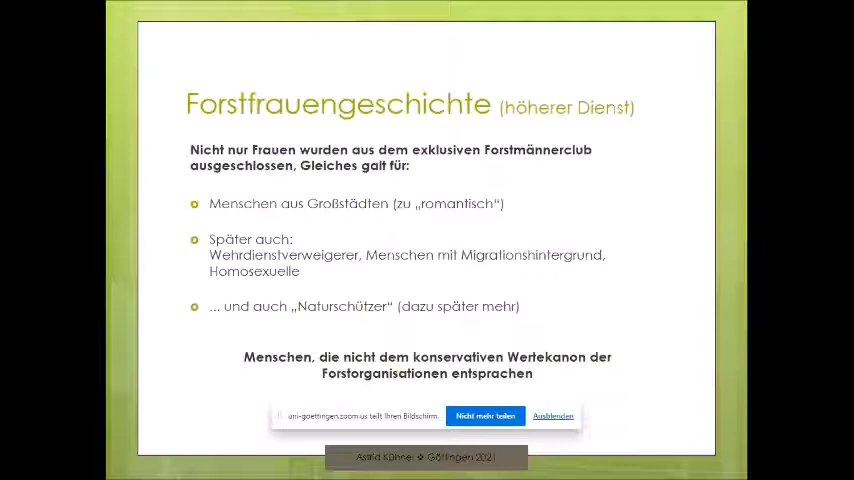 Forstfrauengeschichte (höherer Dienst)
Nicht nur Frauen wurden aus dem exklusiven Forstmännerclub
ausgeschlossen, Gleiches galt für:
Menschen aus Großstädten (zu „romantisch“)
Später auch:
Wehrdienstverweigerer, Menschen mit Migrationshintergrund,
Homosexuelle
... und auch „Naturschützer“ (dazu später mehr)
Menschen, die nicht dem konservativen Wertekanon der
Forstorganisationen entsprachen
uni-goettingen.zoom.us teilt Ihren Bildschirm. Nicht mehr teilen Ausblenden
Astrid Kühnel ❖ Göttingen 2021